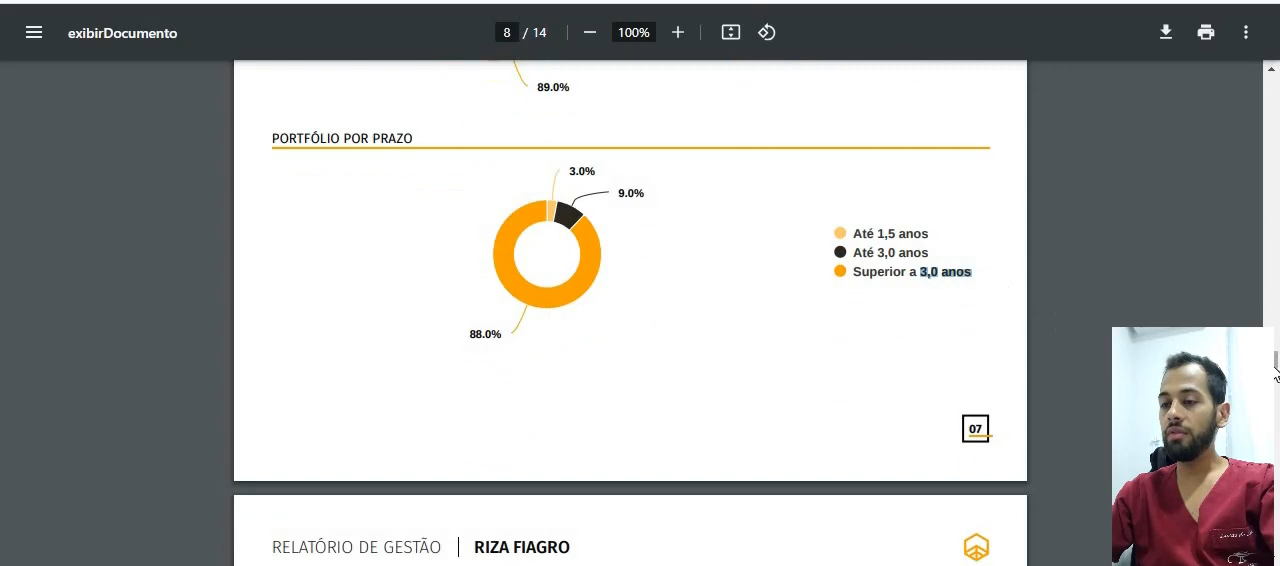 exibirDocumento
8 / 14
100%
89.0%
PORTFÓLIO POR PRAZO
3.0%
9.0%
Até 1,5 anos
Até 3,0 anos
Superior a 3,0 anos
88.0%
07
RELATÓRIO DE GESTÃO | RIZA FIAGRO